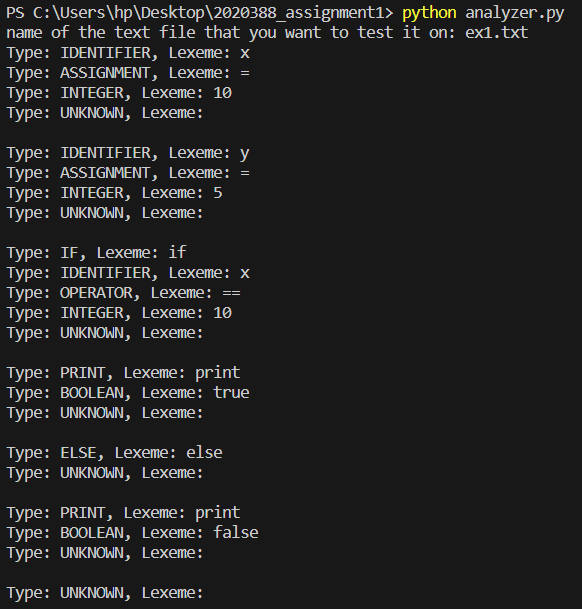 PS C:\Users\hp\Desktop\2020388_assignment1> python analyzer.py
name of the text file that you want to test it on: ex1.txt
Type: IDENTIFIER, Lexeme: x
Type: ASSIGNMENT, Lexeme: =
Type: INTEGER, Lexeme: 10
Type: UNKNOWN, Lexeme:

Type: IDENTIFIER, Lexeme: y
Type: ASSIGNMENT, Lexeme: =
Type: INTEGER, Lexeme: 5
Type: UNKNOWN, Lexeme:

Type: IF, Lexeme: if
Type: IDENTIFIER, Lexeme: x
Type: OPERATOR, Lexeme: ==
Type: INTEGER, Lexeme: 10
Type: UNKNOWN, Lexeme:

Type: PRINT, Lexeme: print
Type: BOOLEAN, Lexeme: true
Type: UNKNOWN, Lexeme:

Type: ELSE, Lexeme: else
Type: UNKNOWN, Lexeme:

Type: PRINT, Lexeme: print
Type: BOOLEAN, Lexeme: false
Type: UNKNOWN, Lexeme:

Type: UNKNOWN, Lexeme: